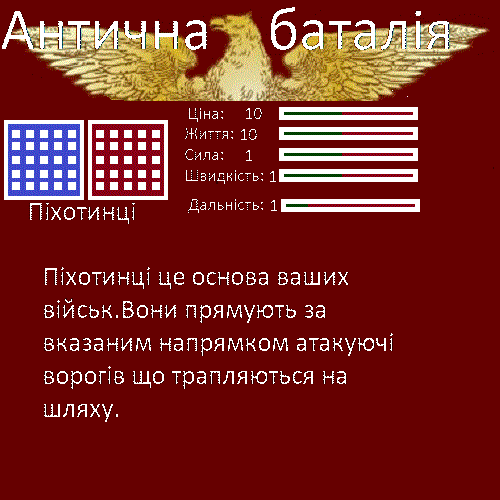 Антична баталія
Ціна: 10
Життя: 10
Сила: 1
Швидкість: 1
Дальність: 1
Піхотинці
Піхотинці це основа ваших
військ.Вони прямують за
вказаним напрямком атакуючі
ворогів що трапляються на
шляху.